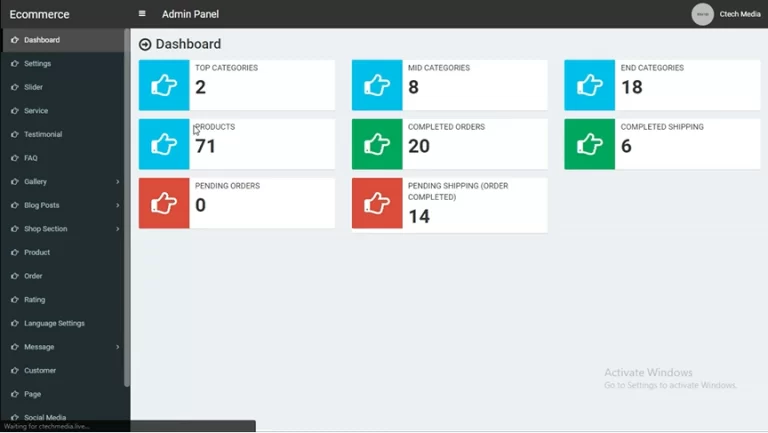 Ecommerce
Admin Panel
Ctech Media
Dashboard
Settings
Slider
Service
Testimonial
FAQ
Gallery
Blog Posts
Shop Section
Product
Order
Rating
Language Settings
Message
Customer
Page
Social Media
Waiting for ctechmedia.live...
Dashboard
TOP CATEGORIES
2
MID CATEGORIES
8
END CATEGORIES
18
PRODUCTS
71
COMPLETED ORDERS
20
COMPLETED SHIPPING
6
PENDING ORDERS
0
PENDING SHIPPING (ORDER
COMPLETED)
14
Activate Windows
Go to Settings to activate Windows.